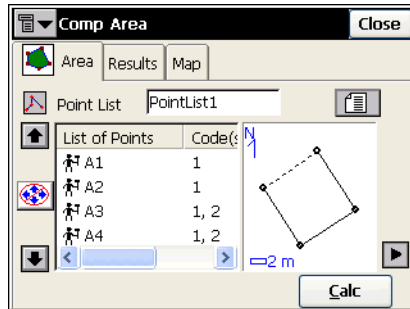 Comp Area
Close
Area
Results
Map
Point List
PointList1
List of Points
Code(s
A1
1
A2
1
A3
1, 2
A4
1, 2
N
2 m
Calc